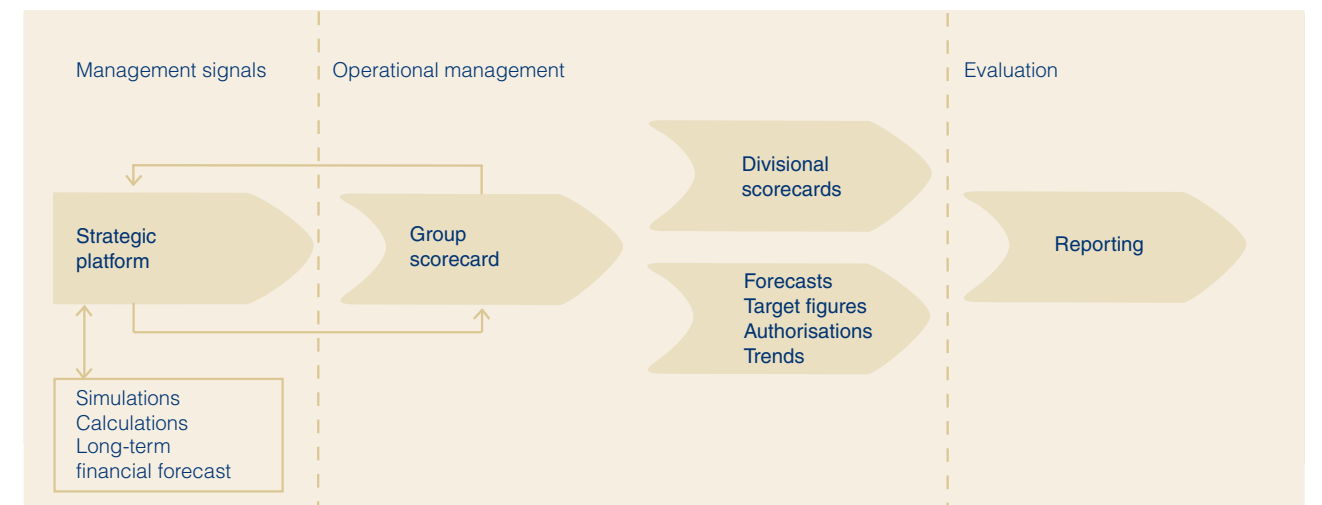 Management signals
Operational management
Evaluation
Divisional
scorecards
Strategic
platform
Group
scorecard
Reporting
Forecasts
Target figures
Authorisations
Trends
Simulations
Calculations
Long-term
financial forecast